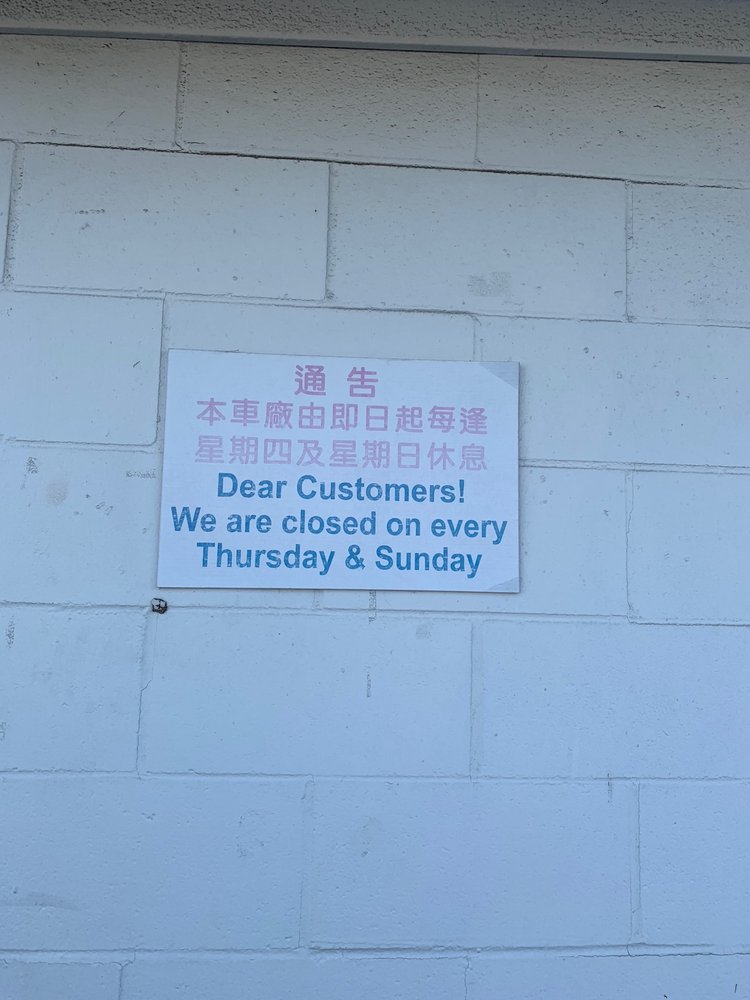 通告
本車廠由即日起每逢
星期四及星期日休息
Dear Customers!
We are closed on every
Thursday & Sunday